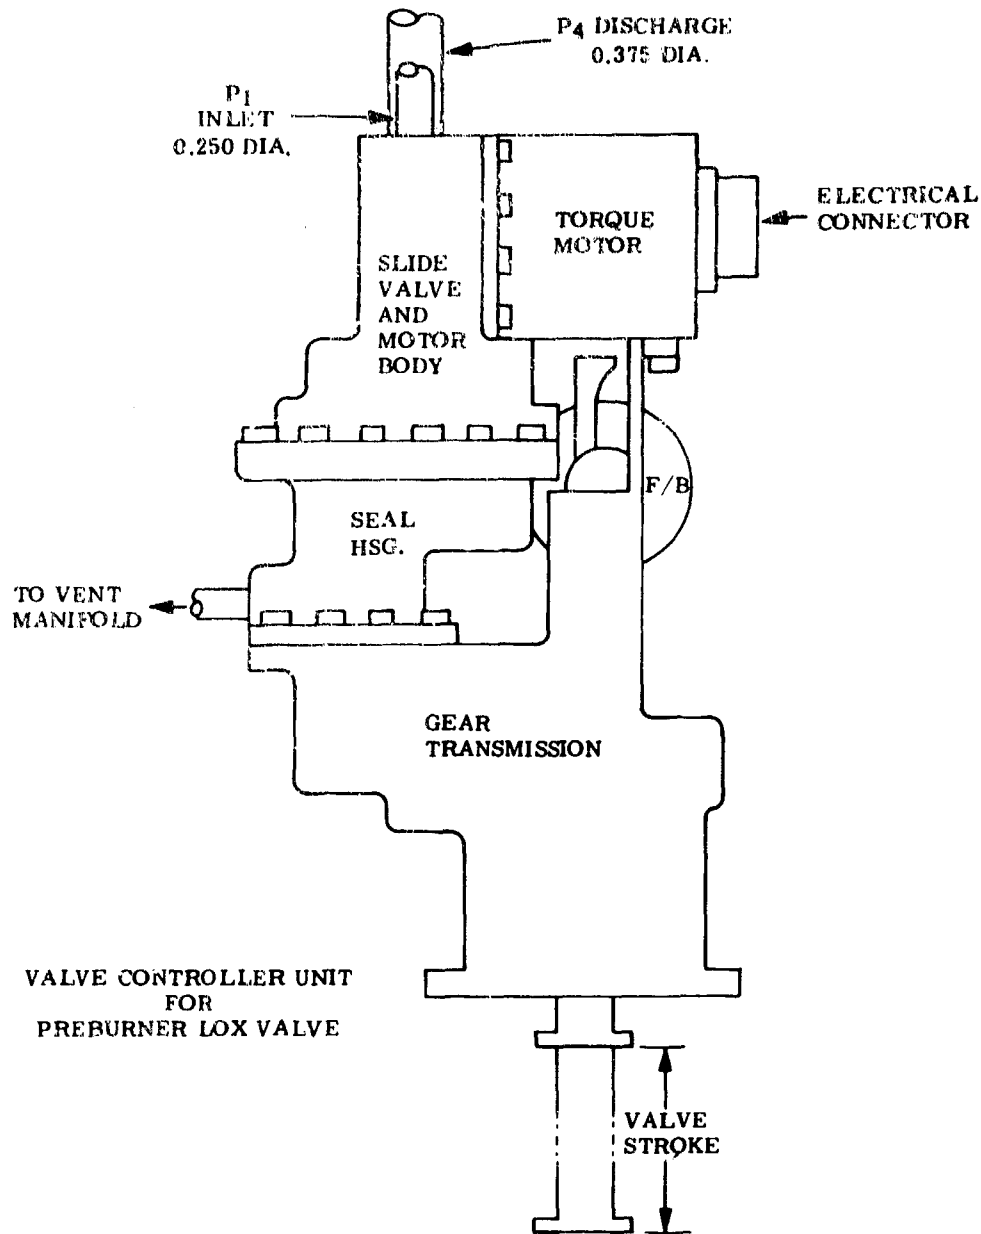 P4 DISCHARGE
0.375 DIA.
P1
INLET
0.250 DIA.
ELECTRICAL
CONNECTOR
TORQUE
MOTOR
SLIDE
VALVE
AND
MOTOR
BODY
F/B
SEAL
HSG.
TO VENT
MANIFOLD
GEAR
TRANSMISSION
VALVE CONTROLLER UNIT
FOR
PREBURNER LOX VALVE
VALVE
STROKE